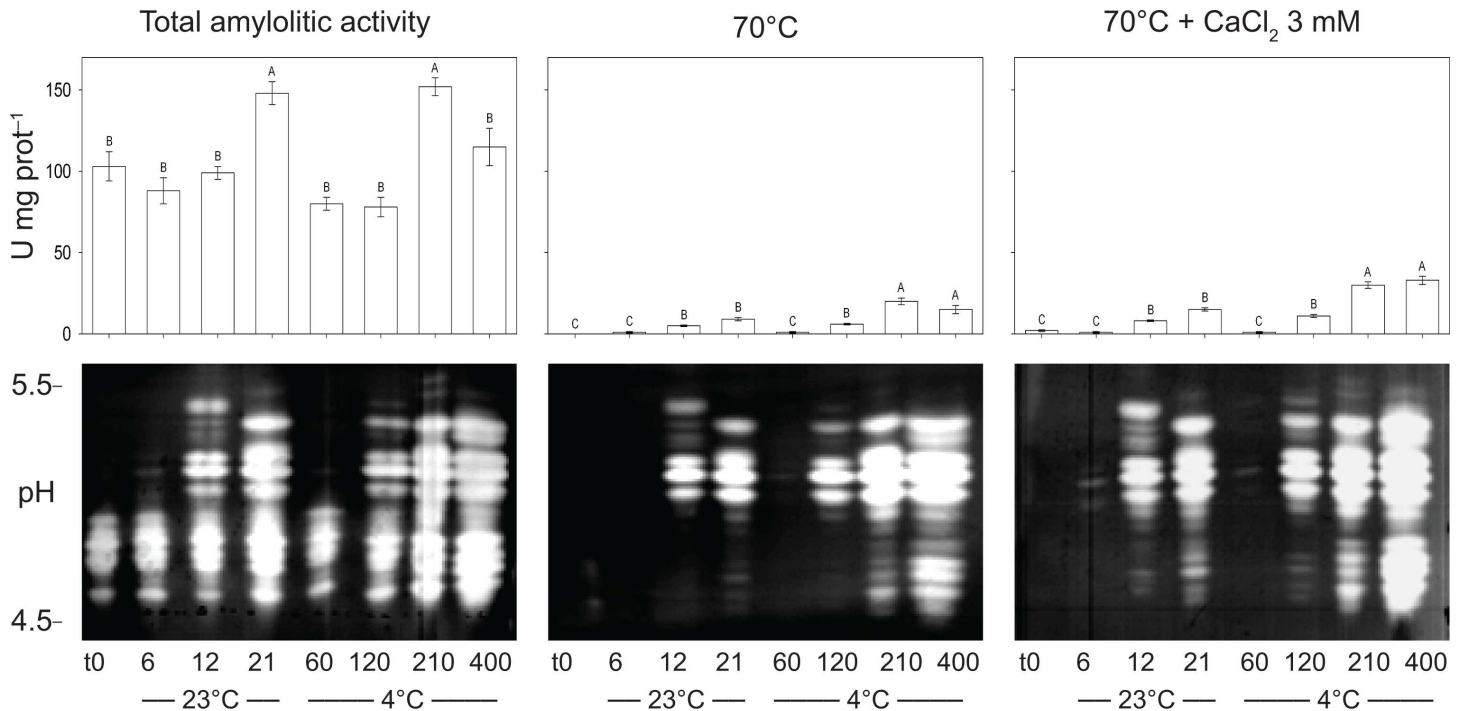 Total amylolitic activity
70°C
70°C + CaCl₂ 3 mM
U mg prot⁻¹
150
100
50
0
B
B
B
A
B
B
A
B
C
C
B
B
C
B
A
A
C
C
B
B
C
B
A
A
5.5–
pH
4.5–
t0 6 12 21 60 120 210 400
23°C 4°C
t0 6 12 21 60 120 210 400
23°C 4°C
t0 6 12 21 60 120 210 400
23°C 4°C